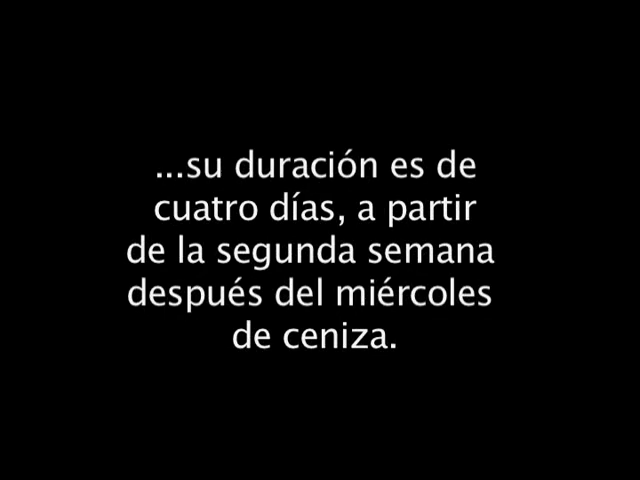 ...su duración es de
cuatro días, a partir
de la segunda semana
después del miércoles
de ceniza.